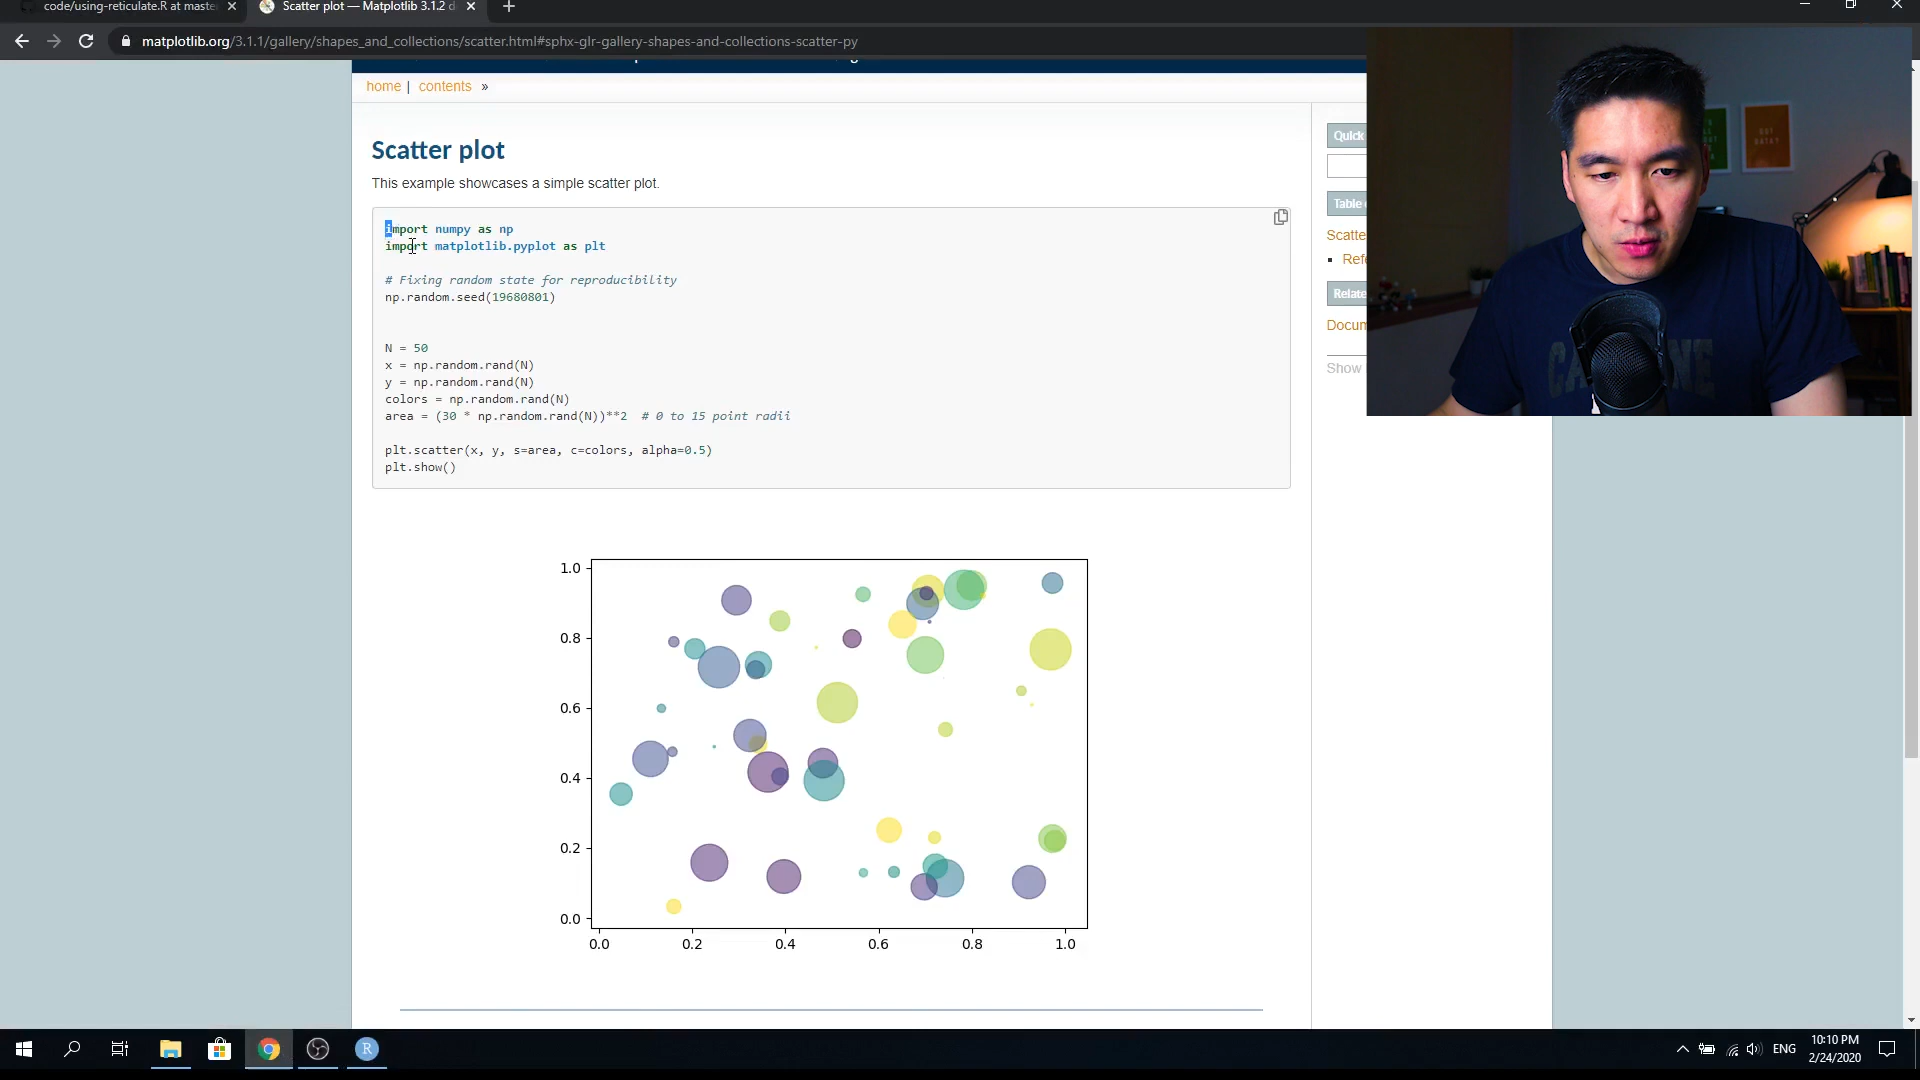 code/using-reticulate.R at maste
Scatter plot — Matplotlib 3.1.2 d
matplotlib.org/3.1.1/gallery/shapes_and_collections/scatter.html#sphx-glr-gallery-shapes-and-collections-scatter-py
home | contents »
Scatter plot
This example showcases a simple scatter plot.
import numpy as np
import matplotlib.pyplot as plt
# Fixing random state for reproducibility
np.random.seed(19680801)
N = 50
x = np.random.rand(N)
y = np.random.rand(N)
colors = np.random.rand(N)
area = (30 * np.random.rand(N))**2 # 0 to 15 point radii
plt.scatter(x, y, s=area, c=colors, alpha=0.5)
plt.show()
1.0
0.8
0.6
0.4
0.2
0.0
0.0 0.2 0.4 0.6 0.8 1.0
Quick
Table
Scatte
Refe
Relate
Docum
Show
R
ENG
10:10 PM
2/24/2020